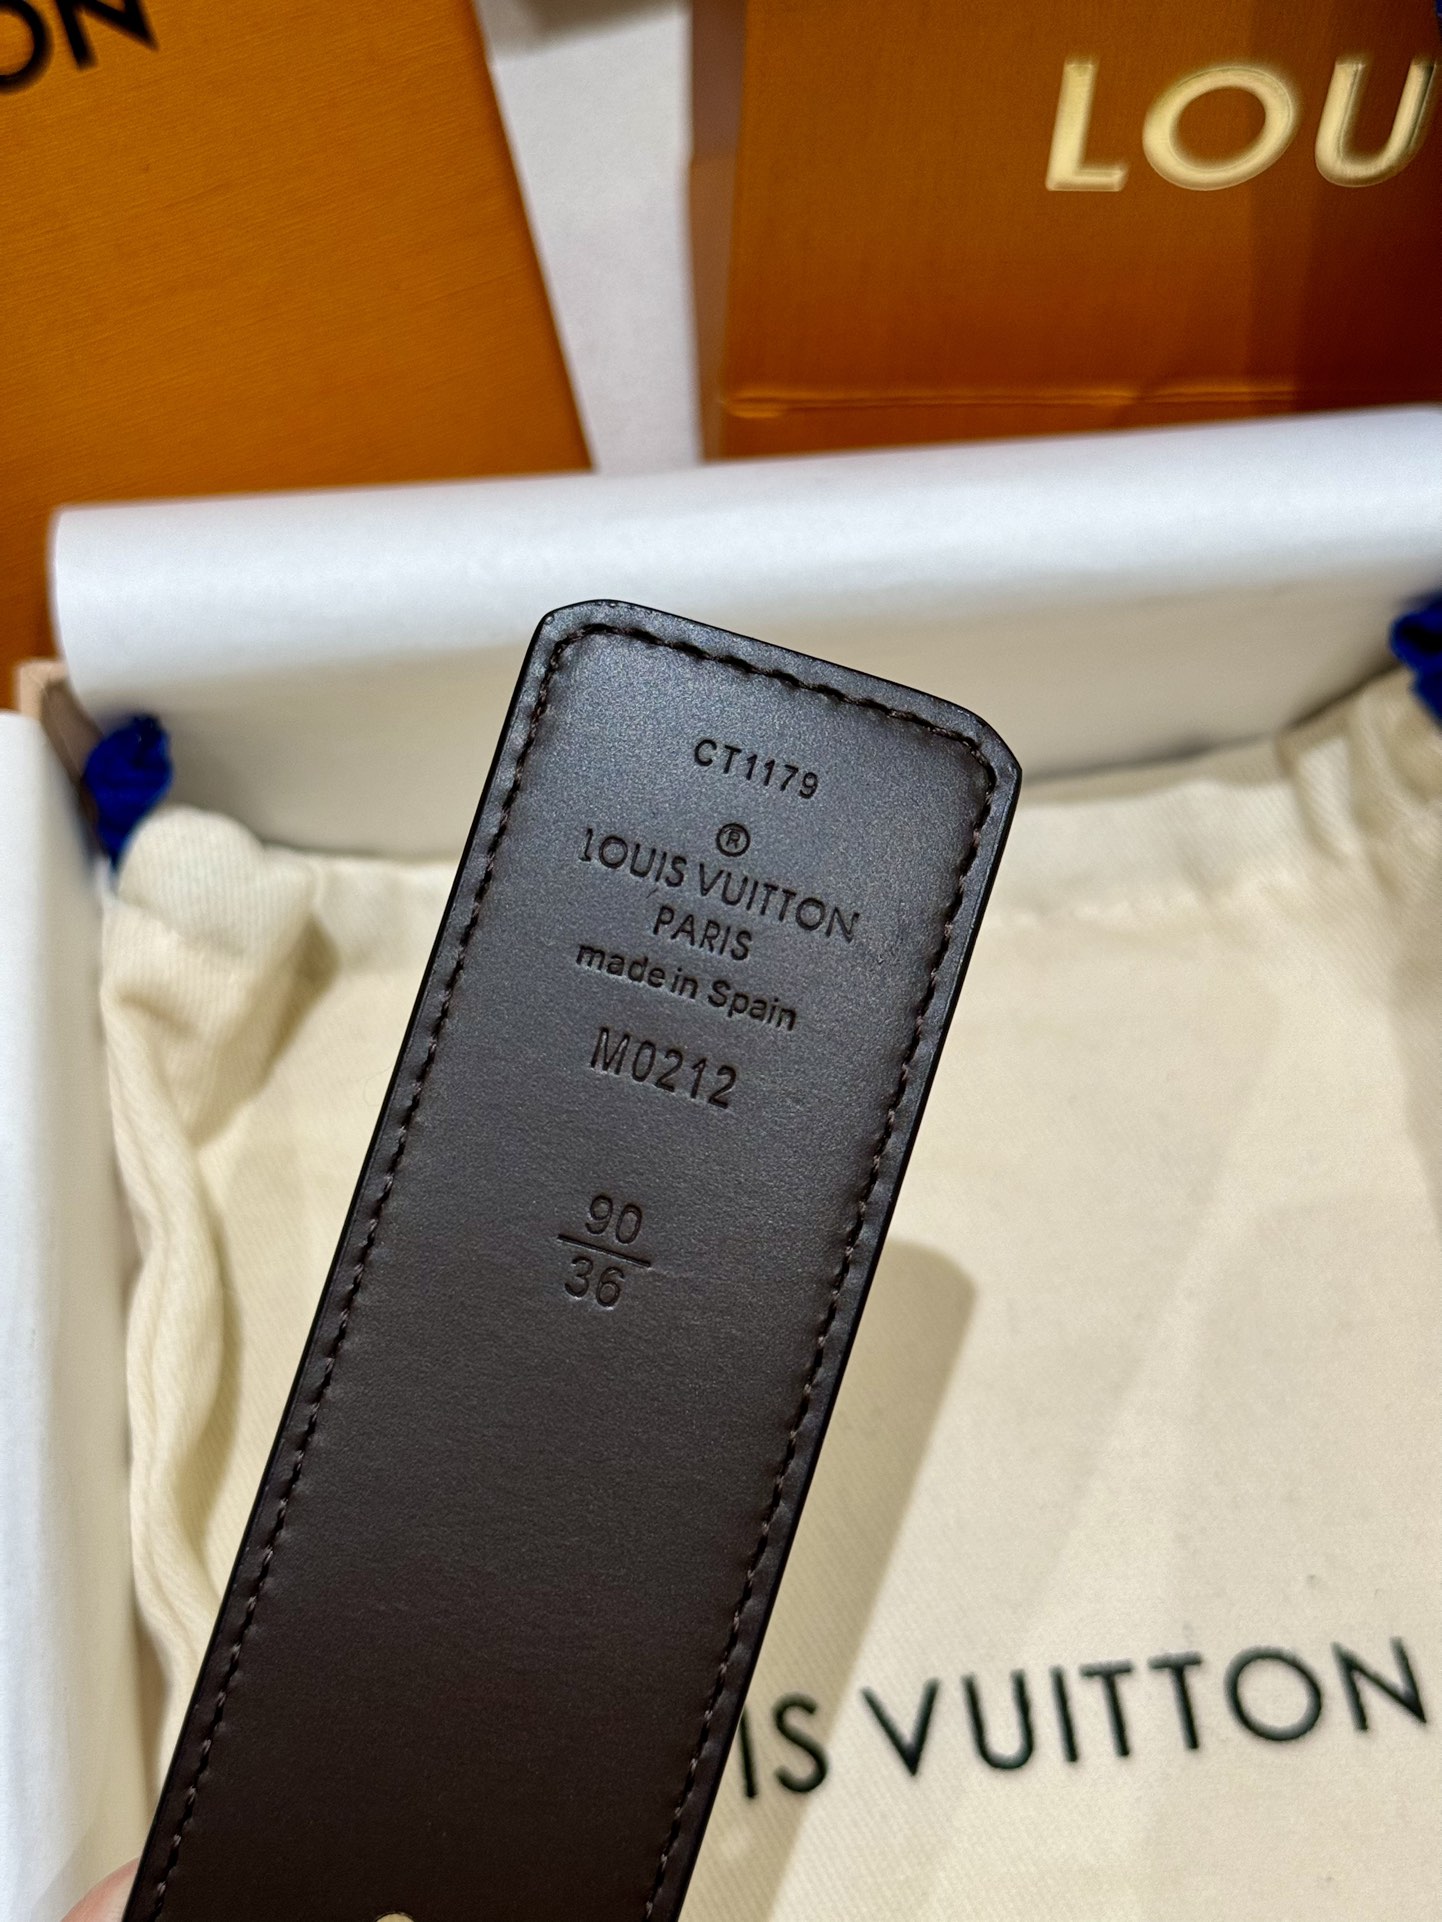 ON
LOU
CT1179
®
LOUIS VUITTON
PARIS
made in Spain
M0212
90
36
IS VUITTON